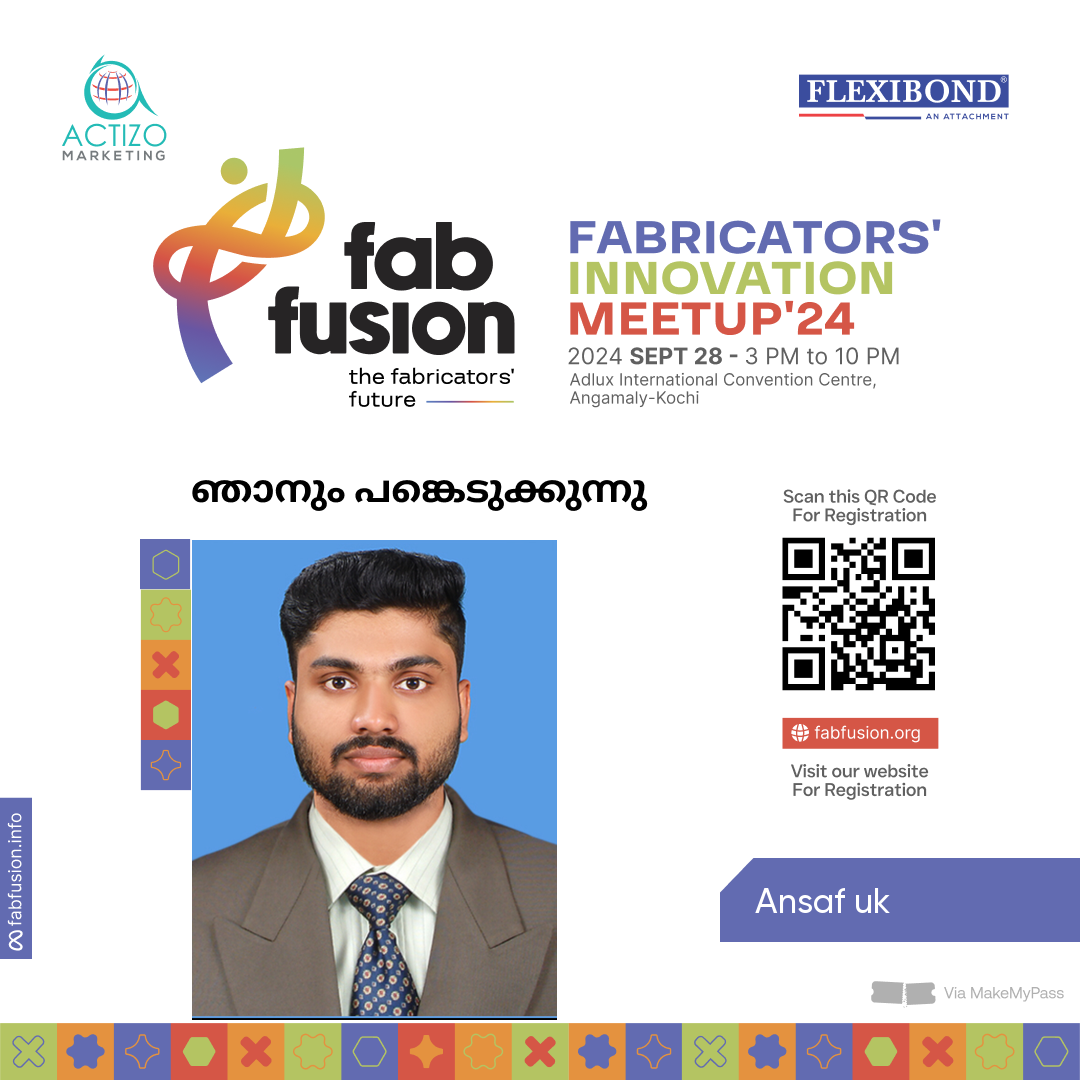 ACTIZO
MARKETING
FLEXIBOND®
AN ATTACHMENT
fab
fusion
the fabricators'
future
FABRICATORS'
INNOVATION
MEETUP'24
2024 SEPT 28 - 3 PM to 10 PM
Adlux International Convention Centre,
Angamaly-Kochi
ഞാനും പങ്കെടുക്കുന്നു
Scan this QR Code
For Registration
fabfusion.org
Visit our website
For Registration
fabfusion.info
Ansaf uk
Via MakeMyPass